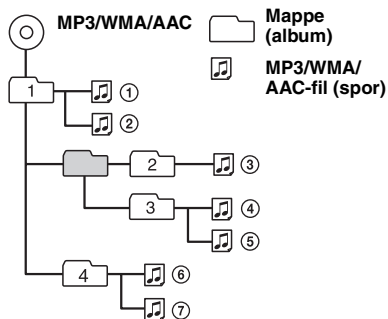 MP3/WMA/AAC
Mappe
(album)
MP3/WMA/
AAC-fil (spor)
1
①
②
2
③
3
④
⑤
4
⑥
⑦